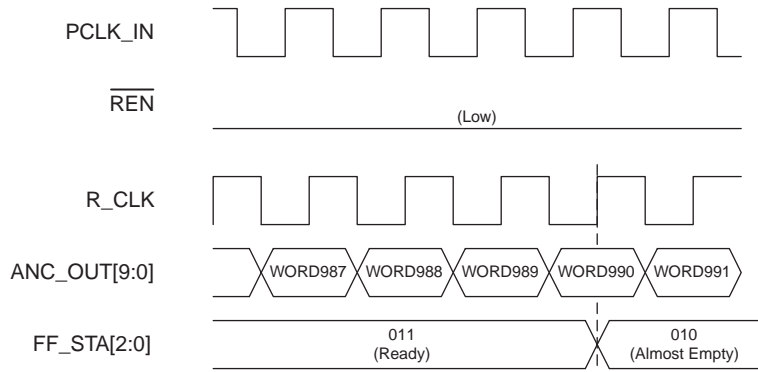 PCLK_IN
REN
(Low)
R_CLK
ANC_OUT[9:0]
WORD987 WORD988 WORD989 WORD990 WORD991
FF_STA[2:0]
011
(Ready)
010
(Almost Empty)